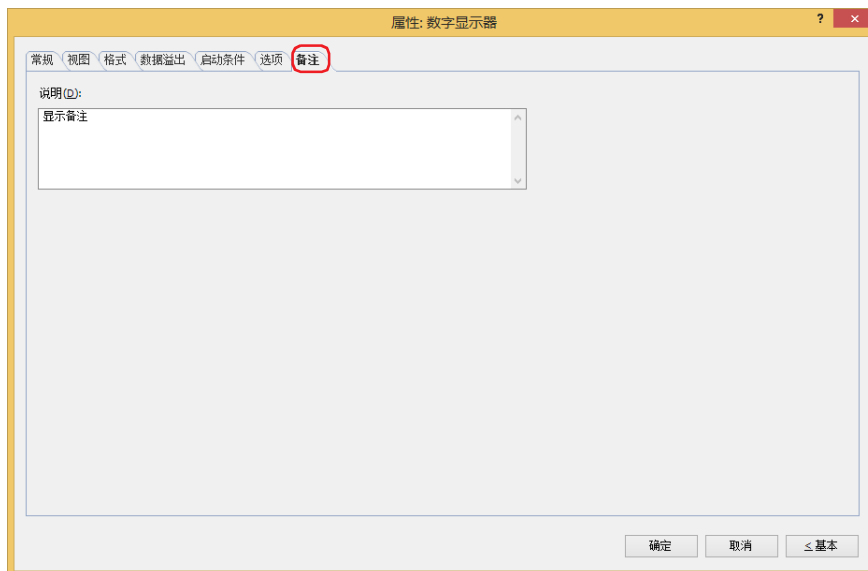 属性: 数字显示器
? ×
常规 视图 格式 数据溢出 启动条件 选项 备注
说明(D):
显示备注
确定 取消 < 基本